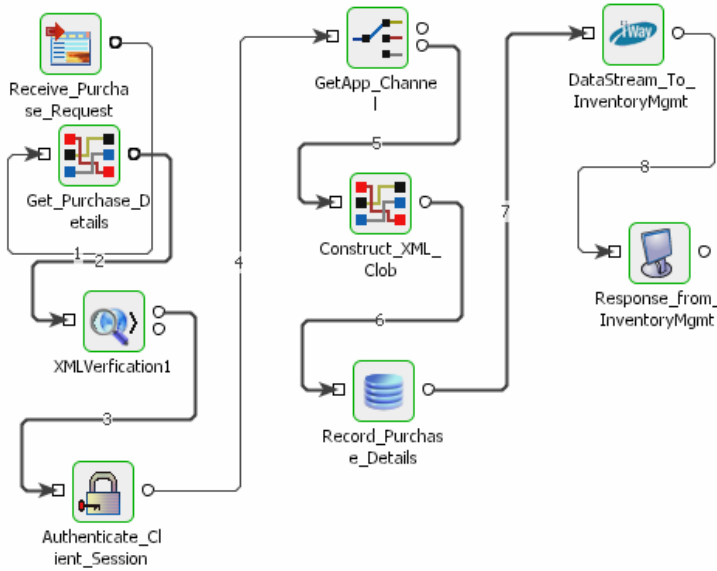 Receive_Purcha
se_Request
Get_Purchase_D
etails
1
2
XMLVerfication1
3
Authenticate_Cl
ient_Session
4
GetApp_Channe
l
5
Construct_XML_
Clob
6
Record_Purchas
e_Details
7
iWay
DataStream_To_
InventoryMgmt
8
Response_from_
InventoryMgmt